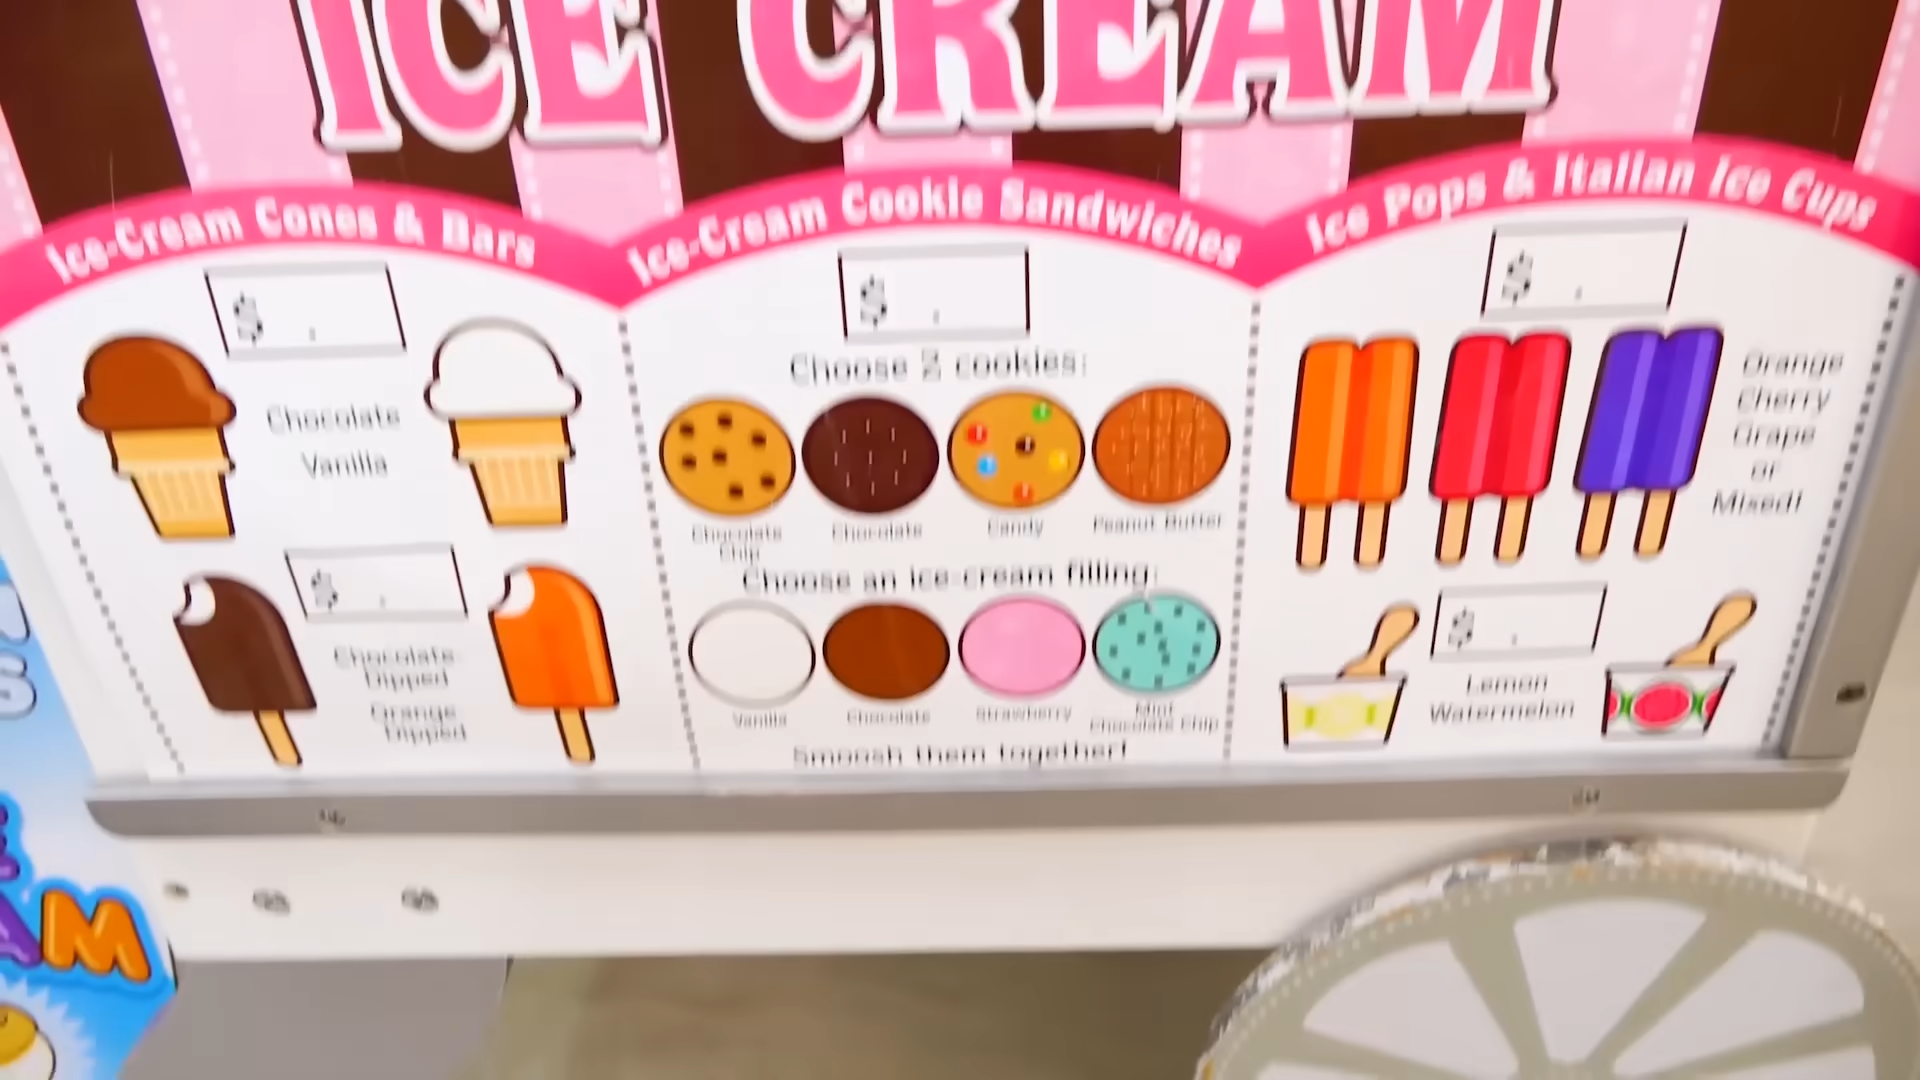 ICE CREAM
Ice-Cream Cones & Bars
$ .
Chocolate
Vanilla
$ .
Chocolate-
Dipped
Orange
Dipped
Ice-Cream Cookie Sandwiches
$ .
Choose 2 cookies:
Chocolate
Chip
Chocolate
Candy
Peanut Butter
Choose an ice-cream filling:
Vanilla
Chocolate
Strawberry
Mint
Chocolate Chip
Smoosh them together!
Ice Pops & Italian Ice Cups
$ .
Orange
Cherry
Grape
or
Mixed!
$ .
Lemon
Watermelon